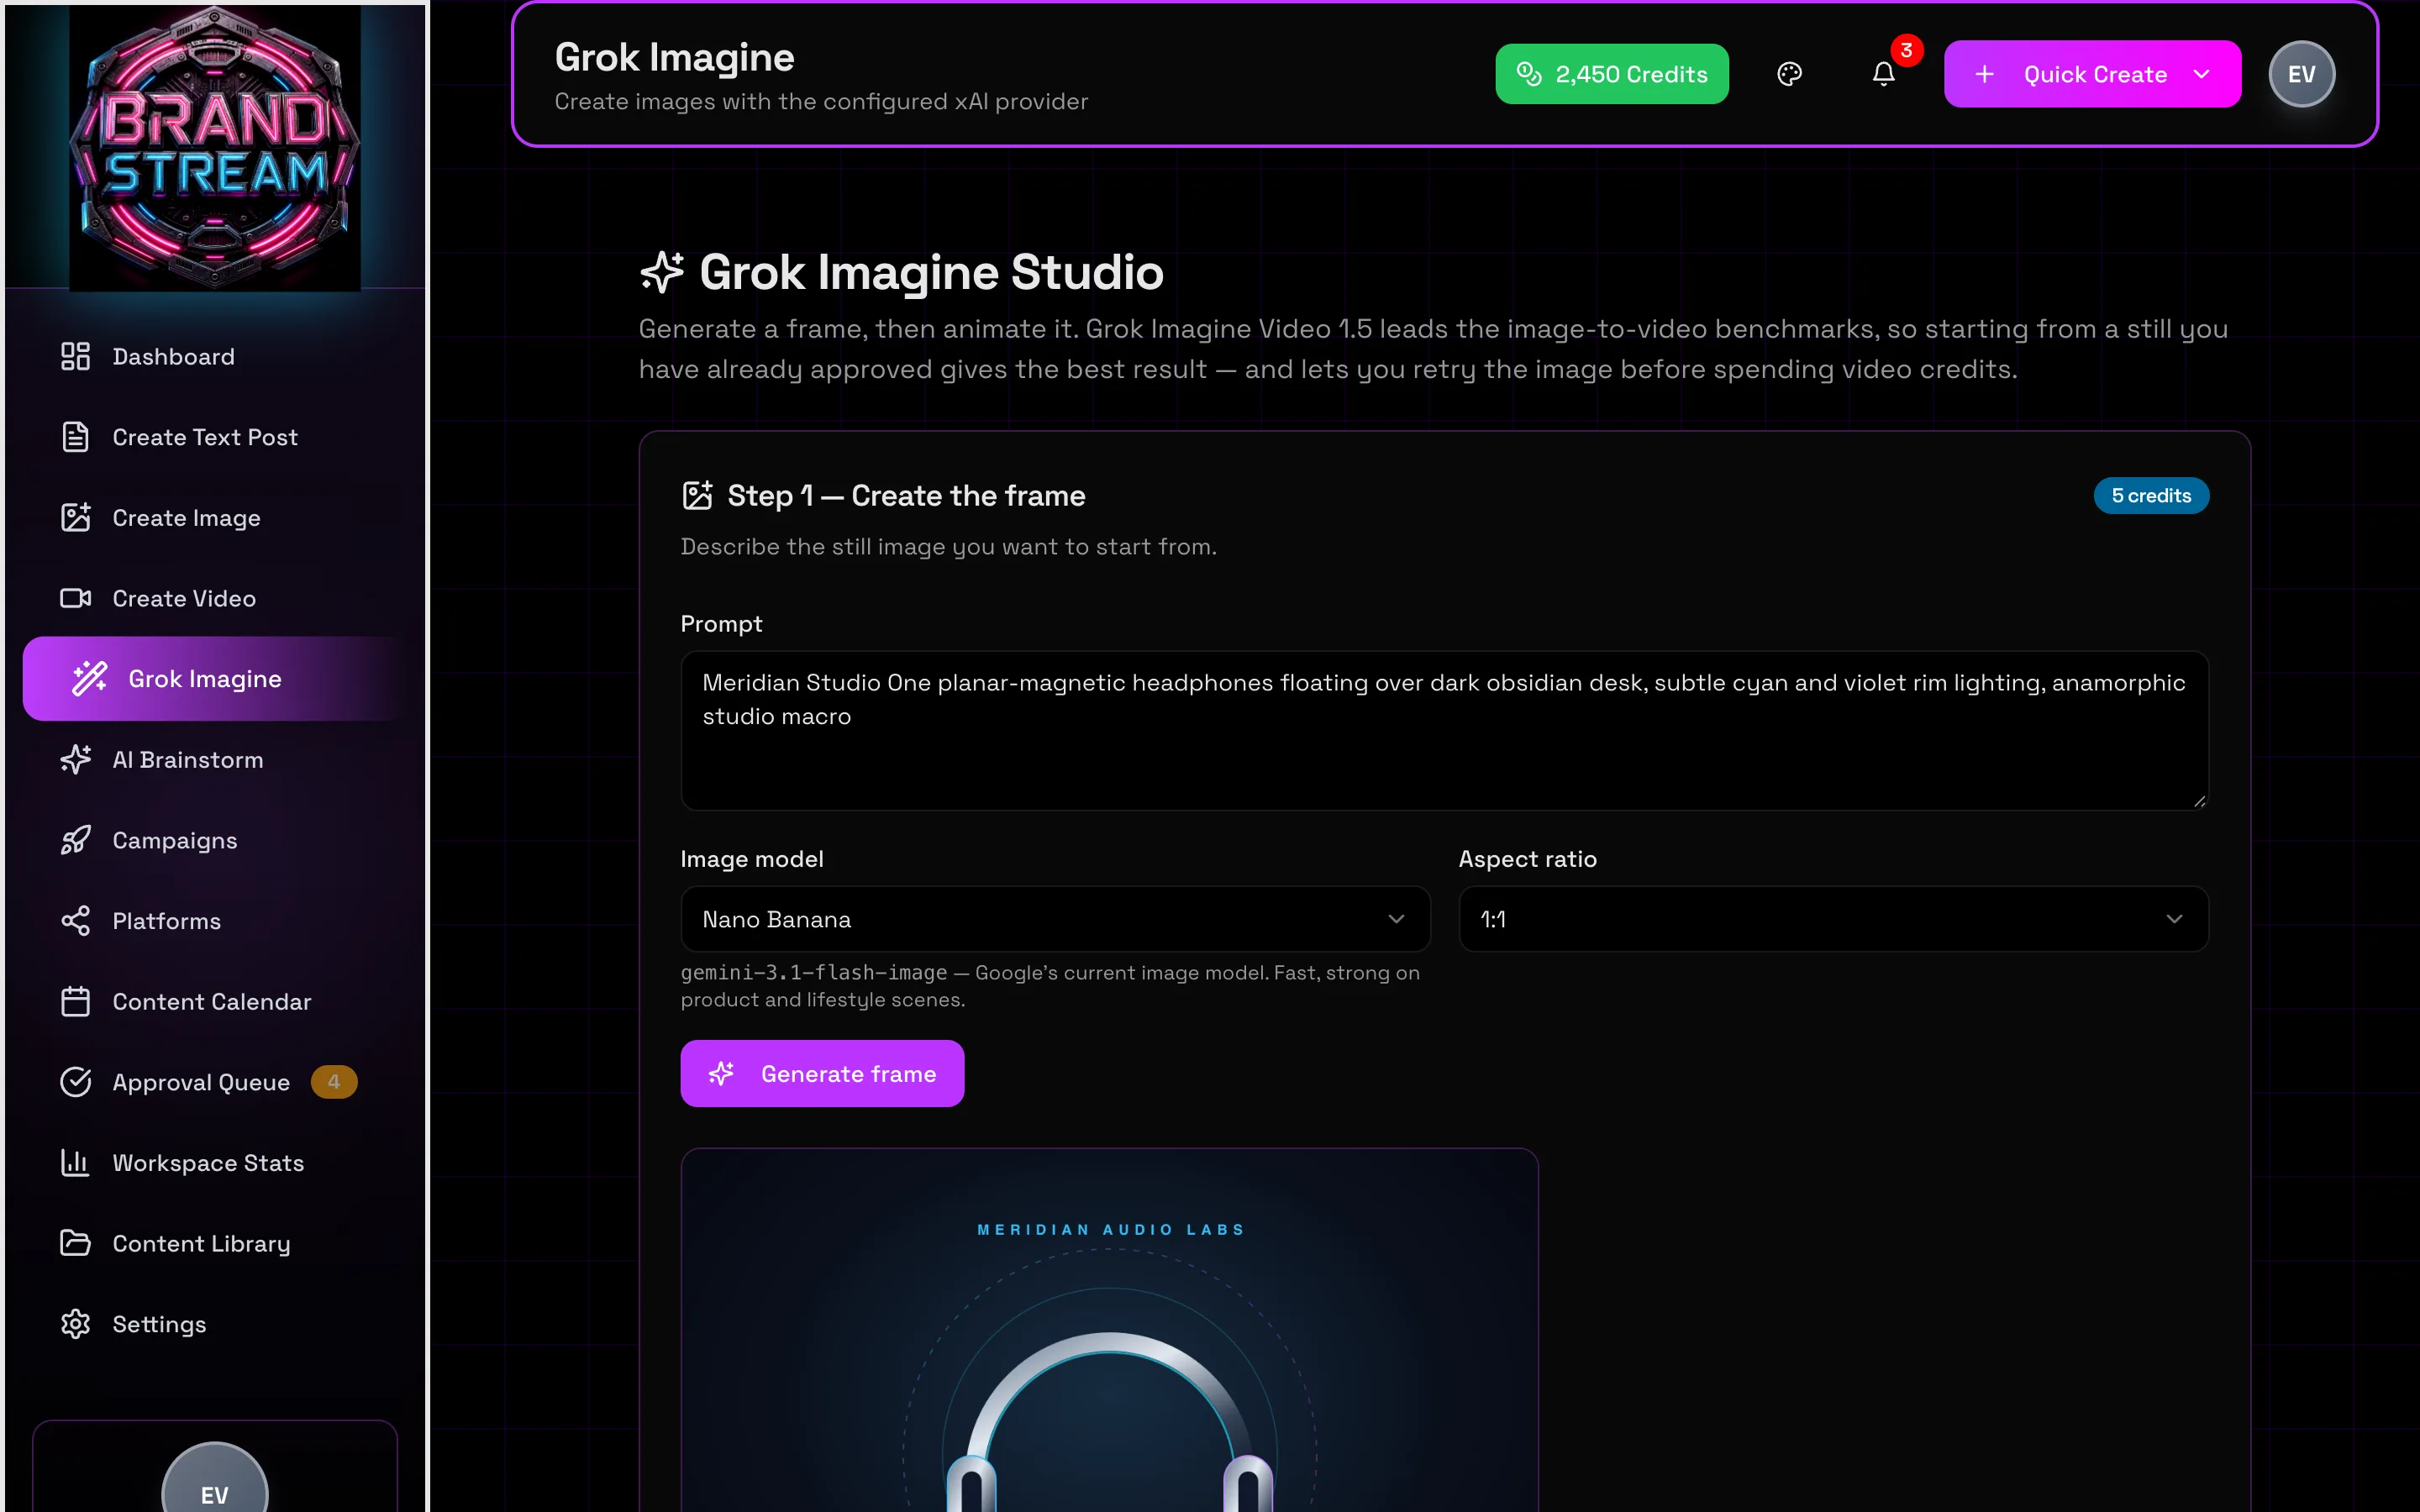 BRAND
STREAM
Dashboard
Create Text Post
Create Image
Create Video
Grok Imagine
AI Brainstorm
Campaigns
Platforms
Content Calendar
Approval Queue 4
Workspace Stats
Content Library
Settings
EV
Grok Imagine
Create images with the configured xAI provider
2,450 Credits
3
Quick Create
EV
Grok Imagine Studio
Generate a frame, then animate it. Grok Imagine Video 1.5 leads the image-to-video benchmarks, so starting from a still you
have already approved gives the best result — and lets you retry the image before spending video credits.
Step 1 — Create the frame
5 credits
Describe the still image you want to start from.
Prompt
Meridian Studio One planar-magnetic headphones floating over dark obsidian desk, subtle cyan and violet rim lighting, anamorphic
studio macro
Image model
Nano Banana
gemini-3.1-flash-image — Google's current image model. Fast, strong on
product and lifestyle scenes.
Aspect ratio
1:1
Generate frame
MERIDIAN AUDIO LABS